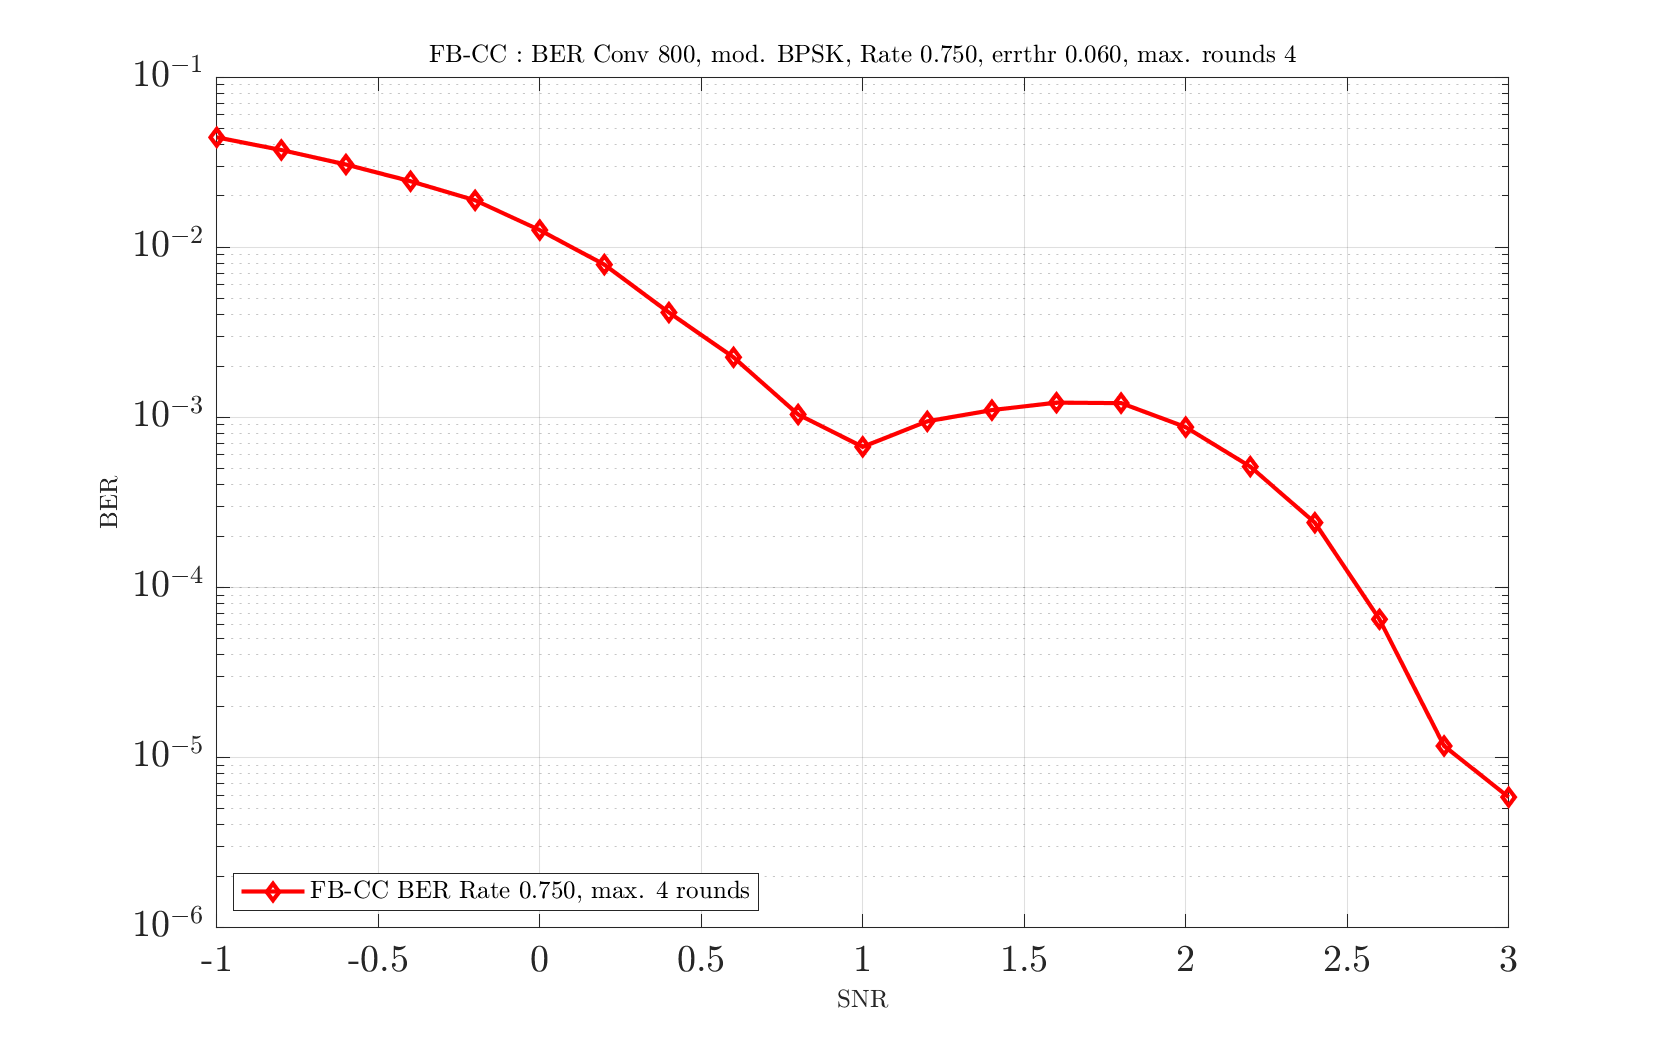 FB-CC : BER Conv 800, mod. BPSK, Rate 0.750, errthr 0.060, max. rounds 4
10⁻¹
10⁻²
10⁻³
10⁻⁴
10⁻⁵
10⁻⁶
BER
FB-CC BER Rate 0.750, max. 4 rounds
-1 -0.5 0 0.5 1 1.5 2 2.5 3
SNR